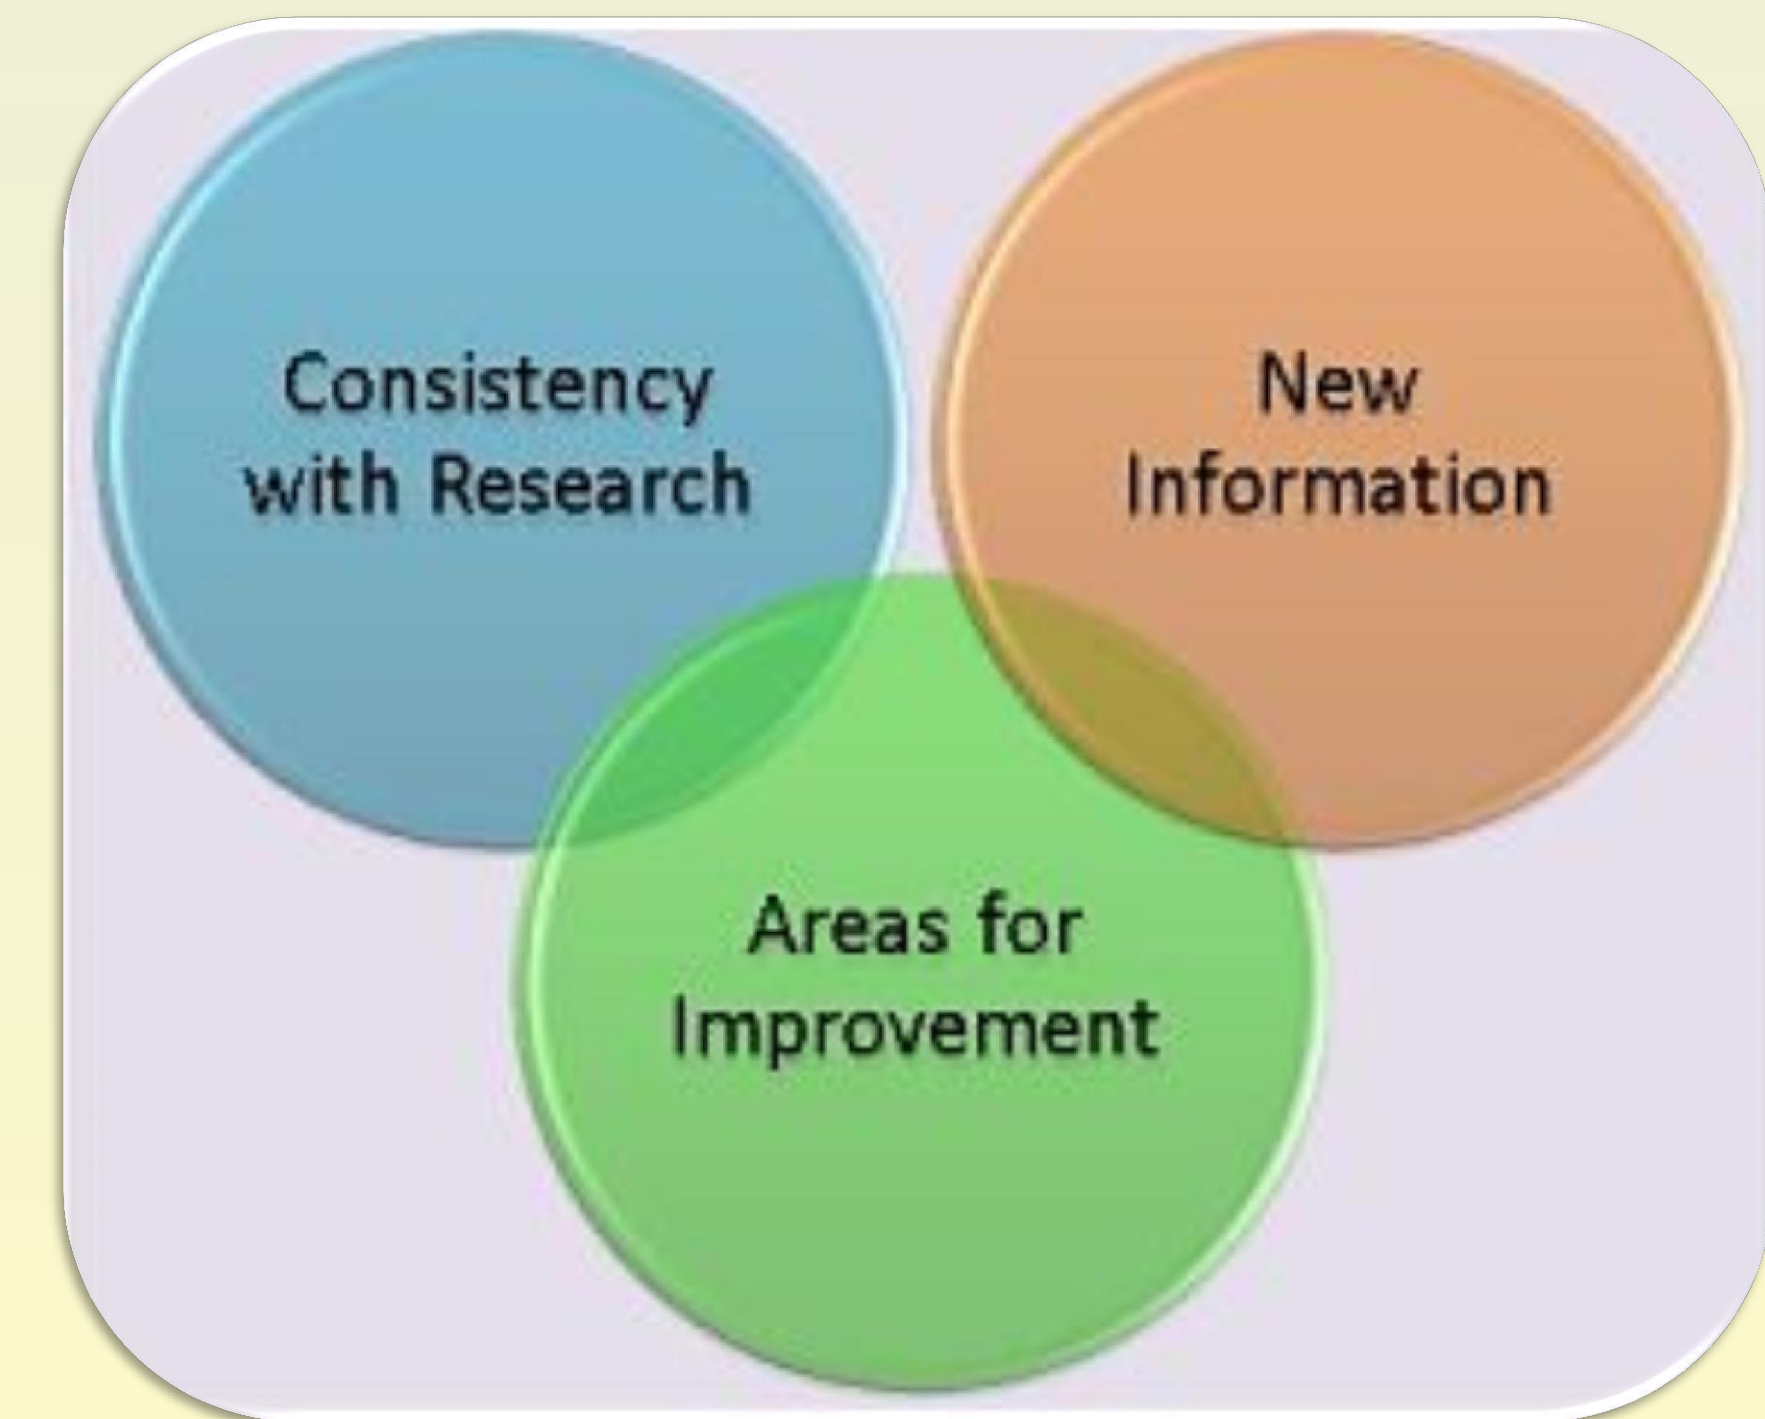 Consistency
with Research
New
Information
Areas for
Improvement